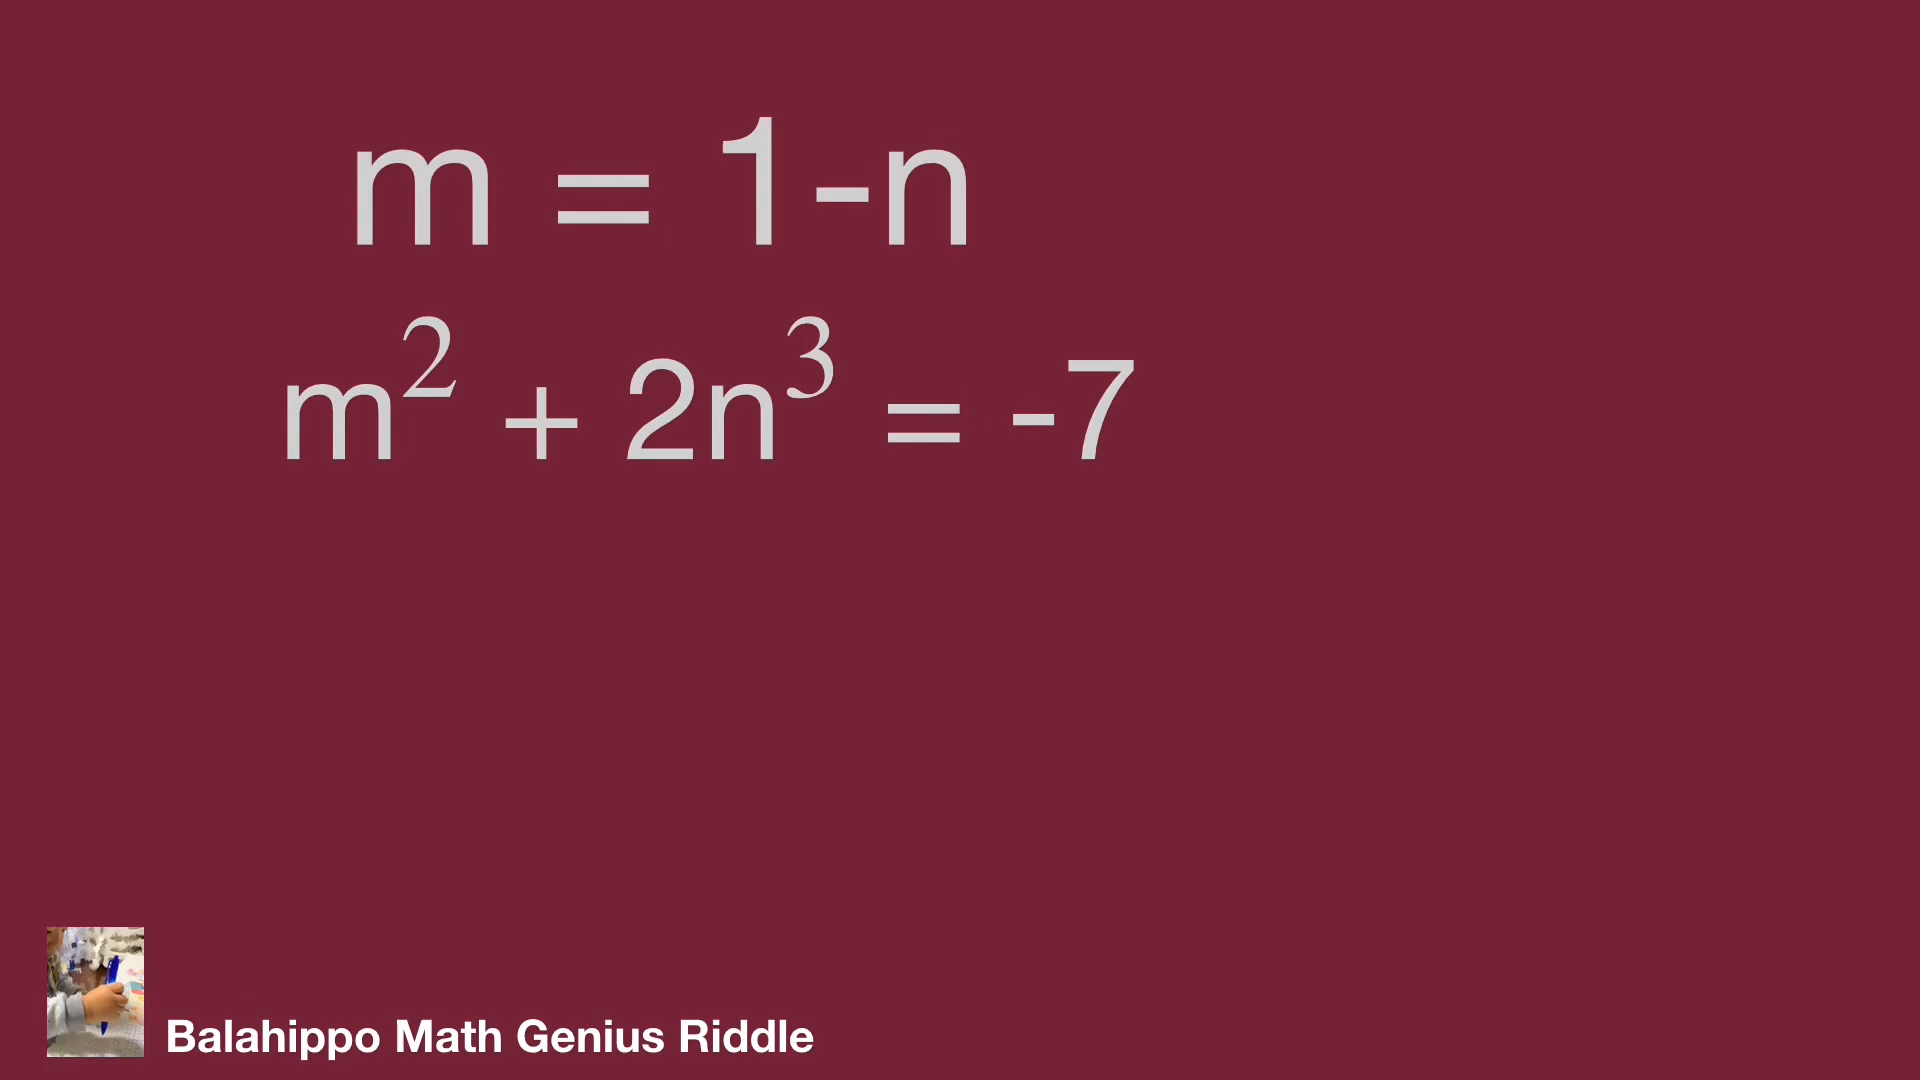 m = 1-n
m² + 2n³ = -7
Balahippo Math Genius Riddle